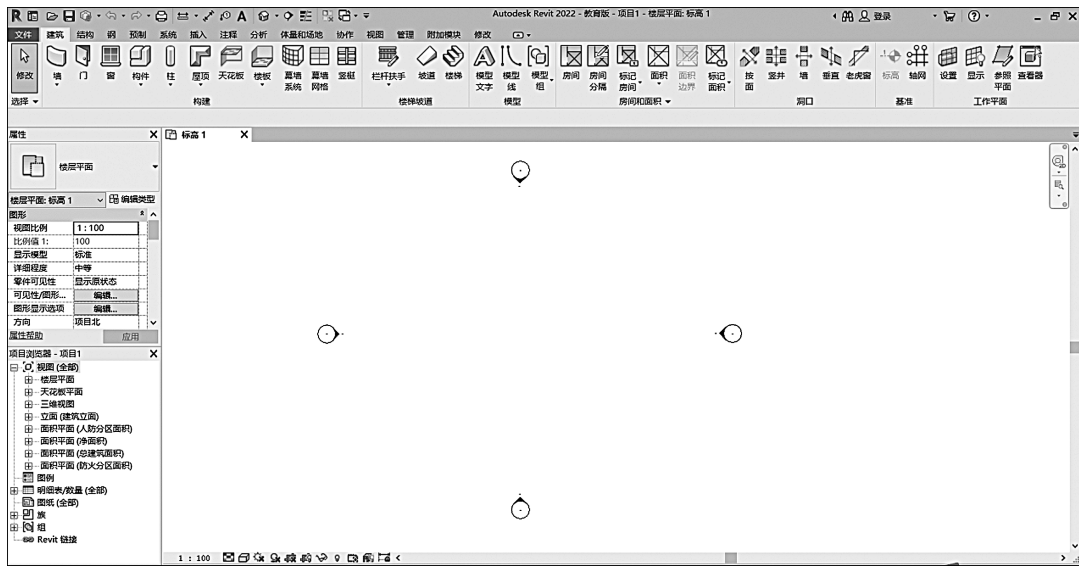 Autodesk Revit 2022 - 教育版 - 项目1 - 楼层平面: 标高 1 登录
文件 建筑 结构 钢 预制 系统 插入 注释 分析 体量和场地 协作 视图 管理 附加模块 修改
修改 墙 门 窗 构件 柱 屋顶 天花板 楼板 幕墙 系统 幕墙 网格 竖梃 栏杆扶手 坡道 楼梯 模型 文字 模型 线 模型 组 房间 房间 分隔 标记 房间 面积 面积 边界 标记 面积 按 面 竖井 墙 垂直 老虎窗 标高 轴网 设置 显示 参照 平面 查看器
选择 构建 楼梯坡道 模型 房间和面积 洞口 基准 工作平面
属性
标高 1
楼层平面
楼层平面: 标高 1 编辑类型
图形
视图比例 1 : 100
比例值 1: 100
显示模型 标准
详细程度 中等
零件可见性 显示原状态
可见性/图形... 编辑...
图形显示选项 编辑...
方向 项目北
属性帮助 应用
项目浏览器 - 项目1
视图 (全部)
楼层平面
天花板平面
三维视图
立面 (建筑立面)
面积平面 (人防分区面积)
面积平面 (净面积)
面积平面 (总建筑面积)
面积平面 (防火分区面积)
图例
明细表/数量 (全部)
图纸 (全部)
族
组
Revit 链接
1 : 100